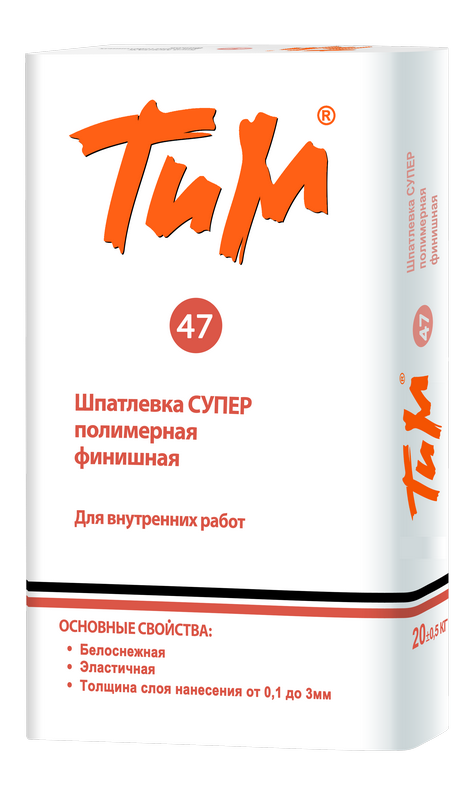 ТиМ®
47
Шпатлевка СУПЕР
полимерная
финишная
Для внутренних работ
ОСНОВНЫЕ СВОЙСТВА:
• Белоснежная
• Эластичная
• Толщина слоя нанесения от 0,1 до 3мм
Шпатлевка СУПЕР
полимерная
финишная
47
ТиМ®
20±0,5 КГ